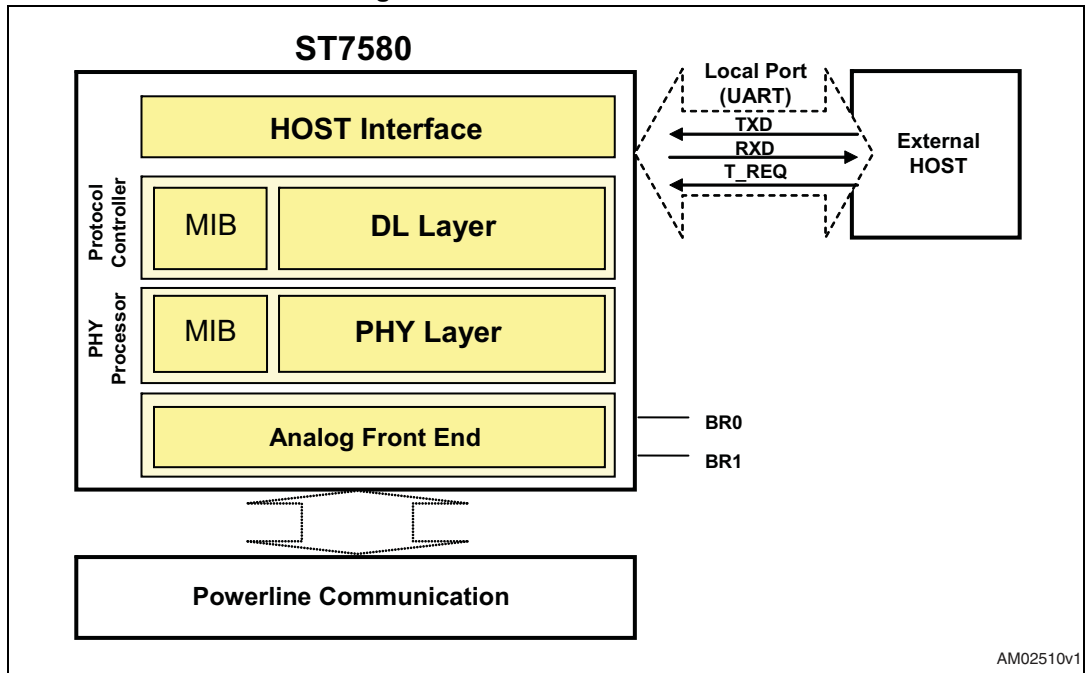 ST7580
HOST Interface
Protocol
Controller
MIB
DL Layer
PHY
Processor
MIB
PHY Layer
Analog Front End
Local Port
(UART)
TXD
RXD
T_REQ
External
HOST
BR0
BR1
Powerline Communication
AM02510v1